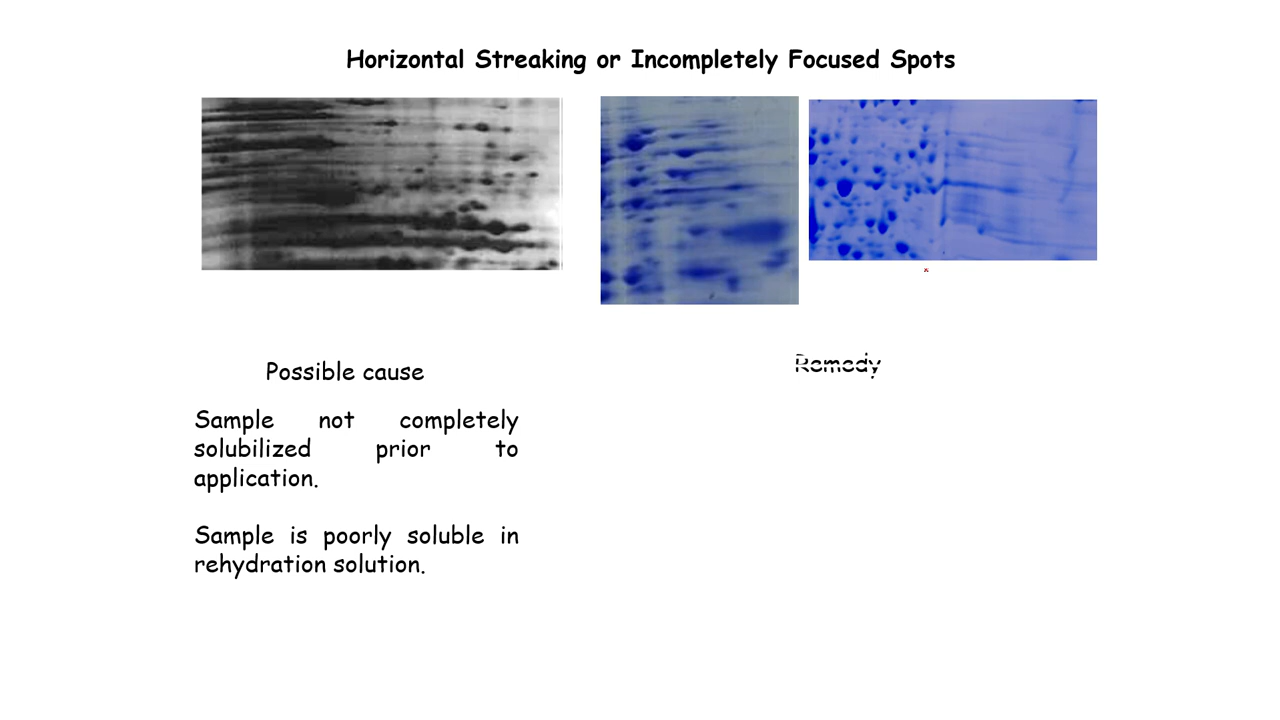 Horizontal Streaking or Incompletely Focused Spots
Possible cause
Remedy
Sample not completely
solubilized prior to
application.
Sample is poorly soluble in
rehydration solution.